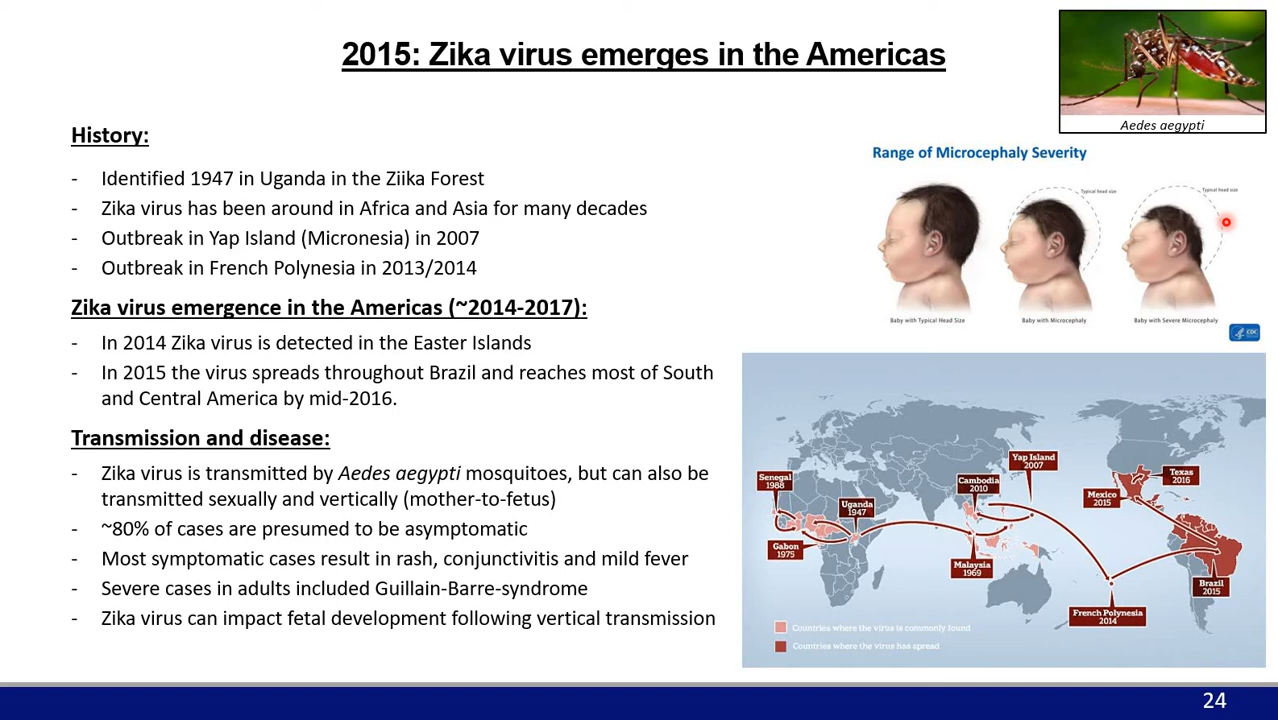 2015: Zika virus emerges in the Americas
Aedes aegypti
History:
- Identified 1947 in Uganda in the Ziika Forest
- Zika virus has been around in Africa and Asia for many decades
- Outbreak in Yap Island (Micronesia) in 2007
- Outbreak in French Polynesia in 2013/2014
Zika virus emergence in the Americas (~2014-2017):
- In 2014 Zika virus is detected in the Easter Islands
- In 2015 the virus spreads throughout Brazil and reaches most of South
and Central America by mid-2016.
Transmission and disease:
- Zika virus is transmitted by Aedes aegypti mosquitoes, but can also be
transmitted sexually and vertically (mother-to-fetus)
- ~80% of cases are presumed to be asymptomatic
- Most symptomatic cases result in rash, conjunctivitis and mild fever
- Severe cases in adults included Guillain-Barre-syndrome
- Zika virus can impact fetal development following vertical transmission
Range of Microcephaly Severity
Typical head size
Typical head size
Baby with Typical Head Size
Baby with Microcephaly
Baby with Severe Microcephaly
CDC
Senegal
1988
Gabon
1975
Uganda
1947
Cambodia
2010
Yap Island
2007
Malaysia
1969
Mexico
2015
Texas
2016
Brazil
2015
French Polynesia
2014
Countries where the virus is commonly found
Countries where the virus has spread
24